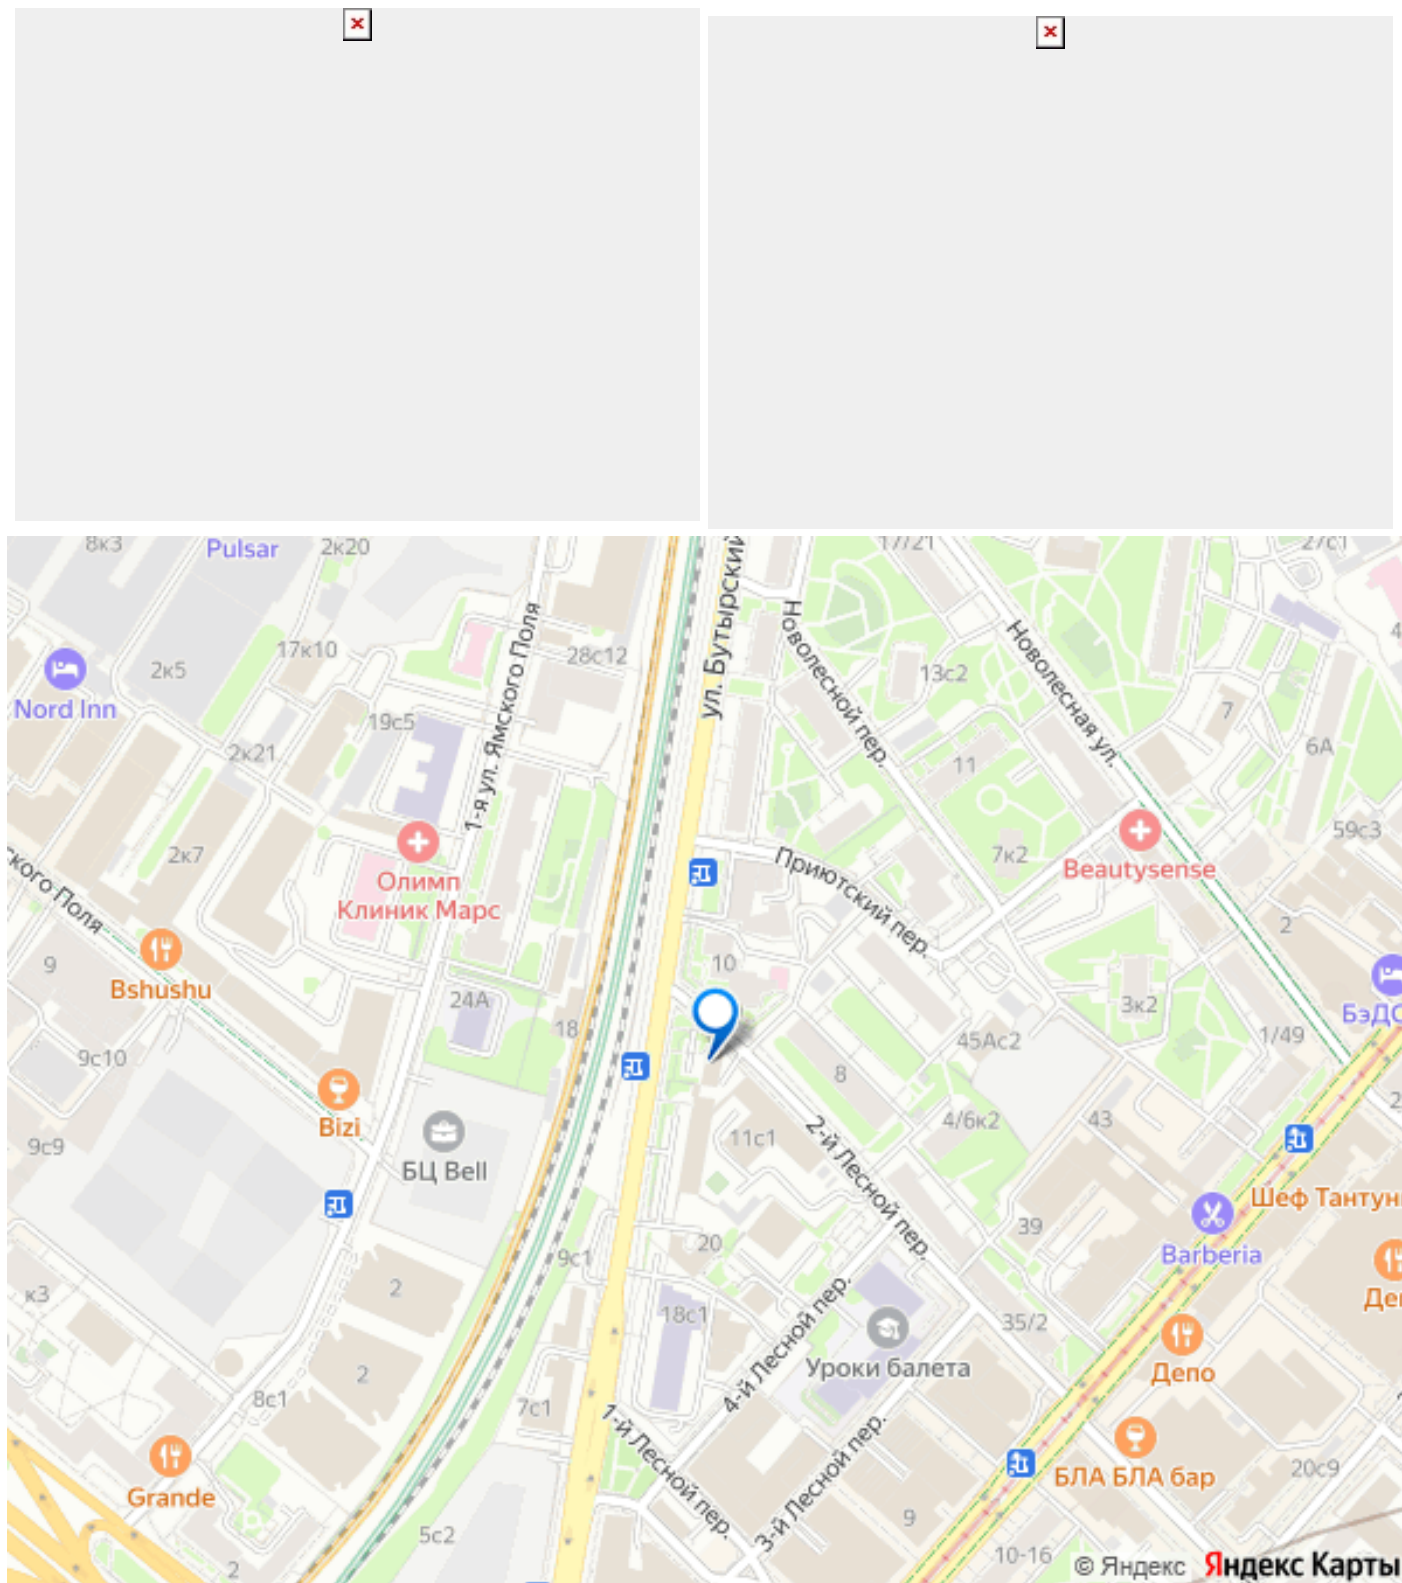 8к3
Pulsar
2к20
ул. Бутырский
17/21
27с1
Nord Inn
2к5
17к10
1-я ул. Ямского Поля
28с12
Новолесной пер.
13с2
Новолесная ул.
7
6А
19с5
2к21
11
2к7
Олимп
Клиник Марс
Приютский пер.
7к2
Beautysense
59с3
ского Поля
9
Bshushu
24А
18
10
3к2
2
1/49
45Ас2
9с10
Bizi
8
4/6к2
43
9с9
БЦ Bell
11с1
2-й Лесной пер.
39
Шеф Тантун
Barberia
к3
2
9с1
20
18с1
4-й Лесной пер.
Уроки балета
35/2
Депо
2
8с1
7с1
1-й Лесной пер.
3-й Лесной пер.
БЛА БЛА бар
20с9
Grande
5с2
2
9
10-16
© Яндекс
Яндекс Карты